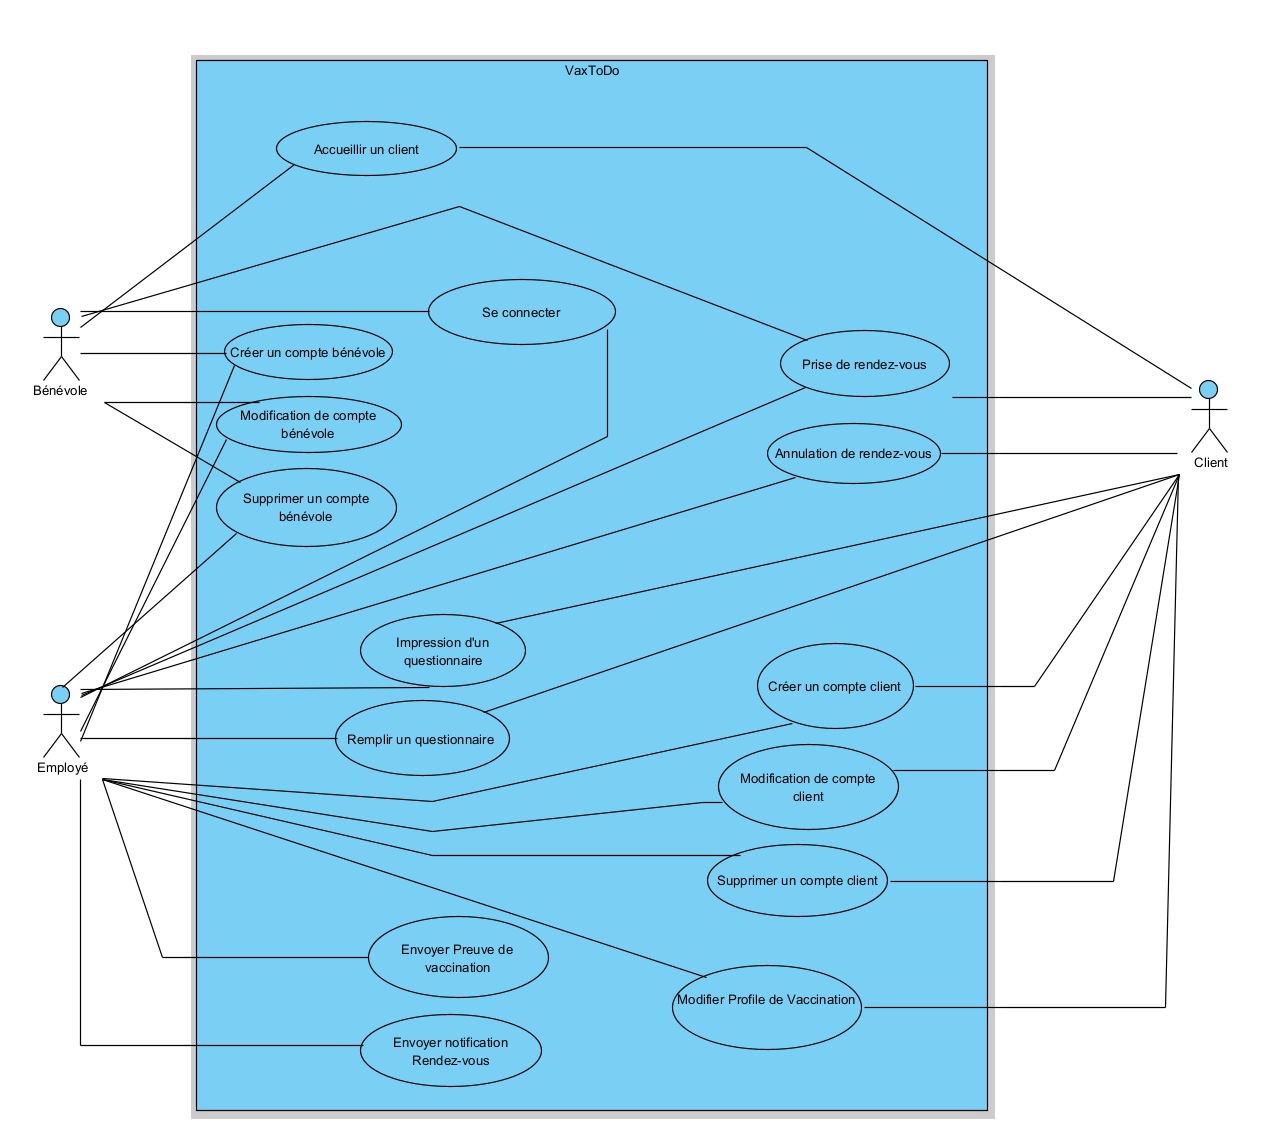 VaxToDo
Accueillir un client
Se connecter
Créer un compte bénévole
Prise de rendez-vous
Bénévole
Modification de compte
bénévole
Annulation de rendez-vous
Client
Supprimer un compte
bénévole
Impression d'un
questionnaire
Créer un compte client
Remplir un questionnaire
Employé
Modification de compte
client
Supprimer un compte client
Envoyer Preuve de
vaccination
Modifier Profile de Vaccination
Envoyer notification
Rendez-vous